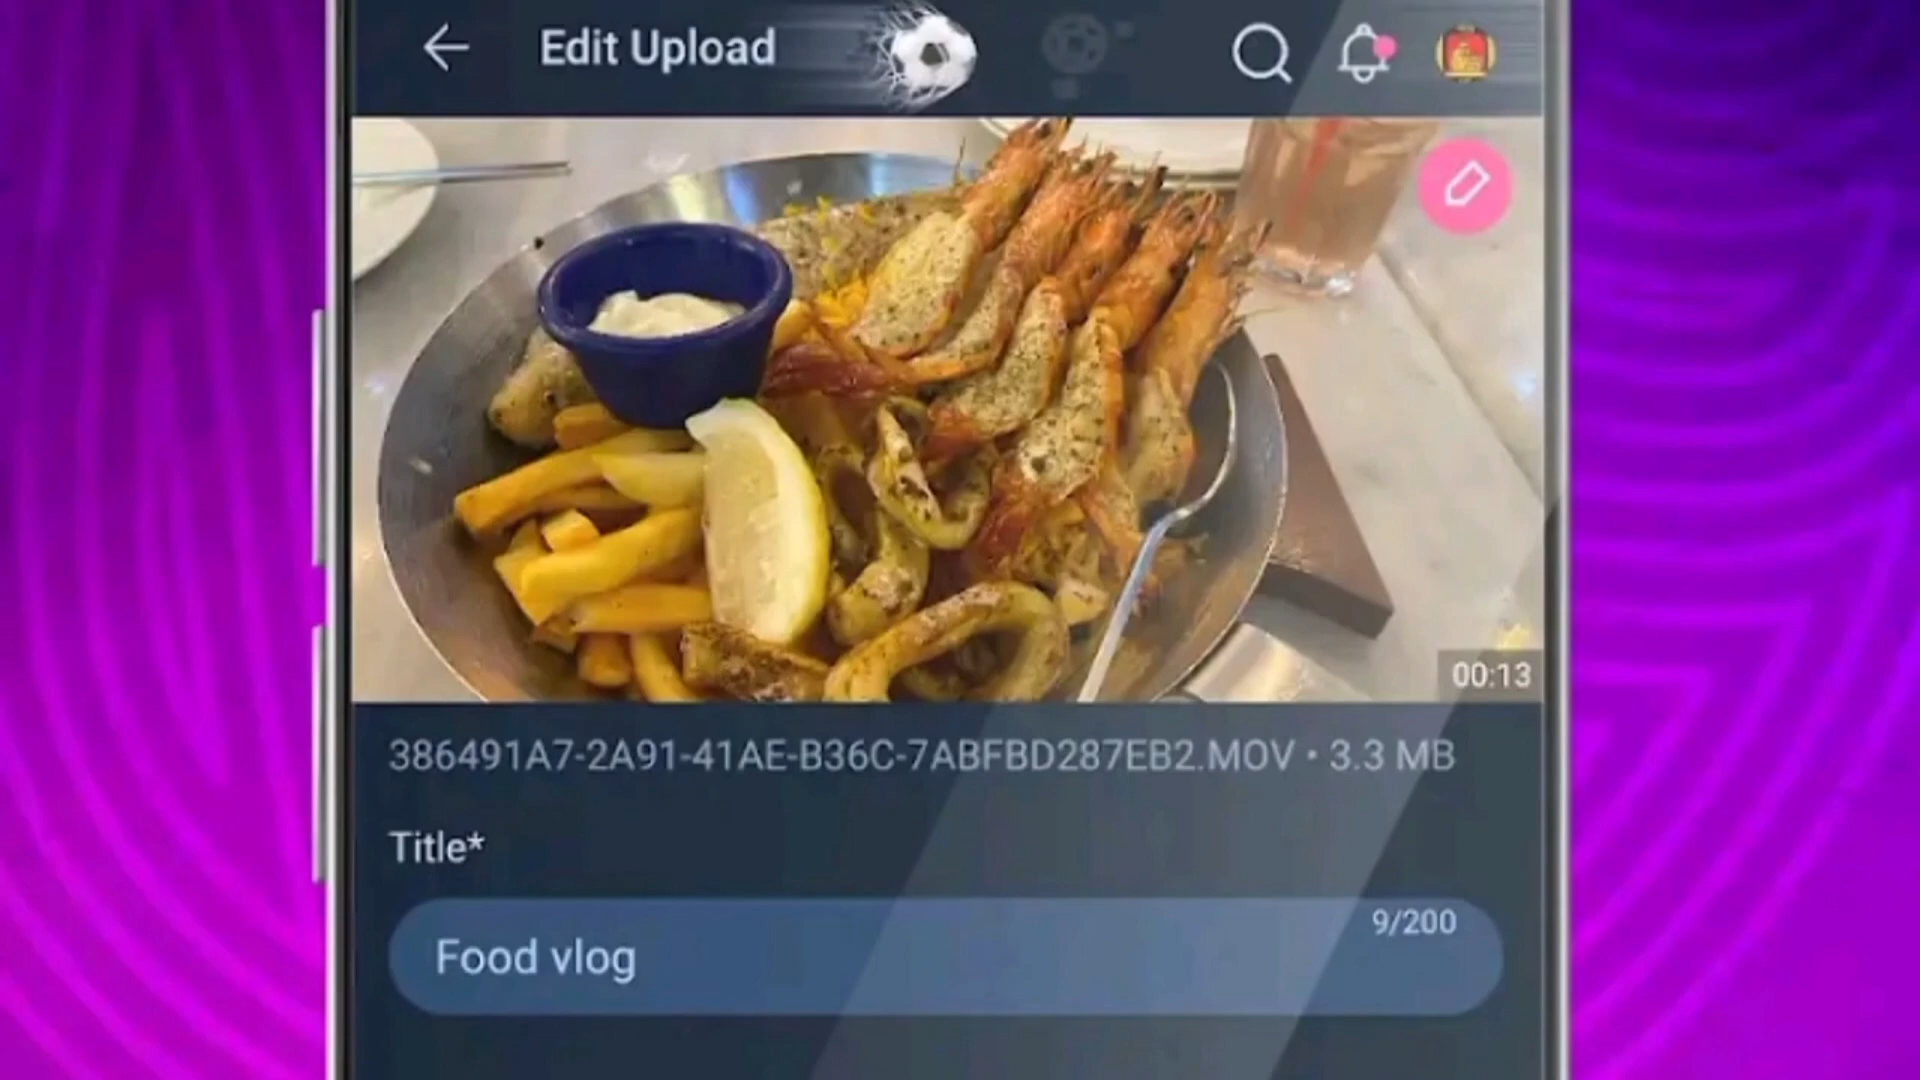 Edit Upload
00:13
386491A7-2A91-41AE-B36C-7ABFBD287EB2.MOV • 3.3 MB
Title*
9/200
Food vlog